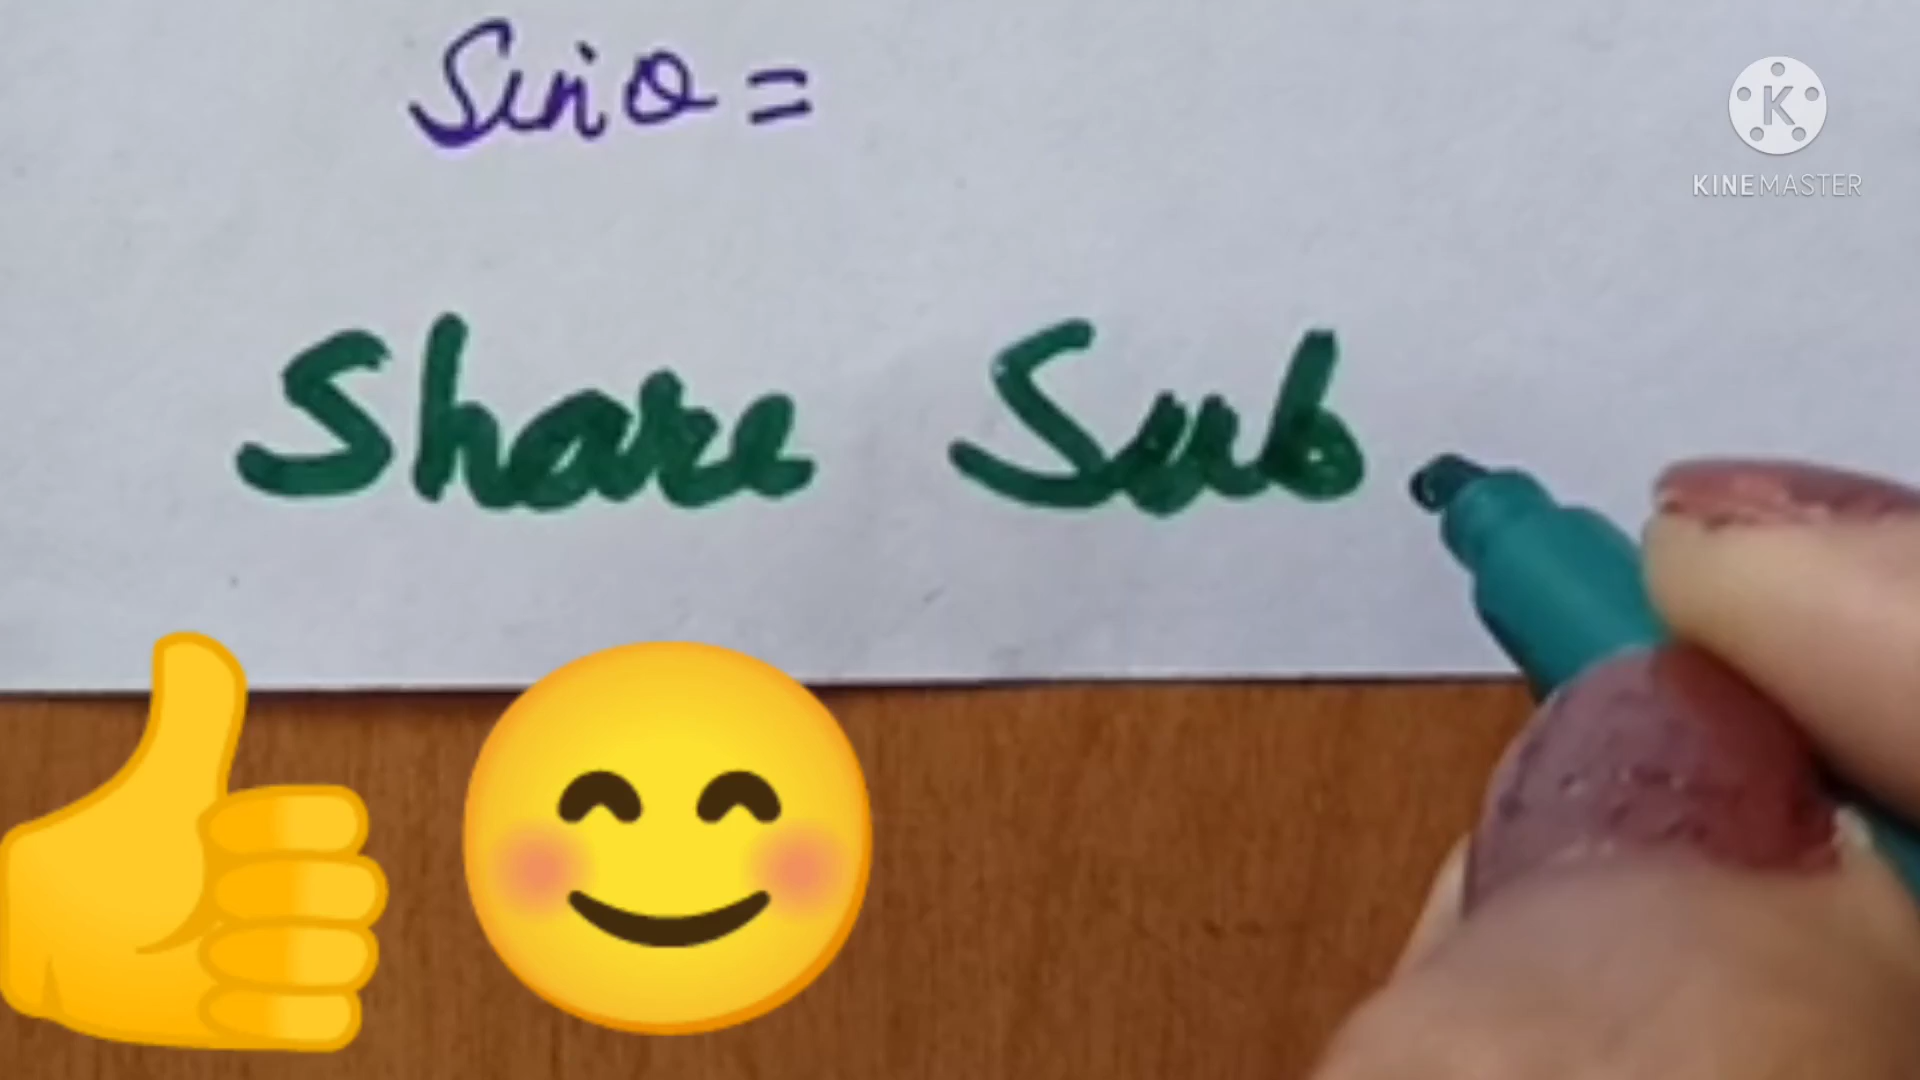 Sinθ =
KINEMASTER
Share Sub